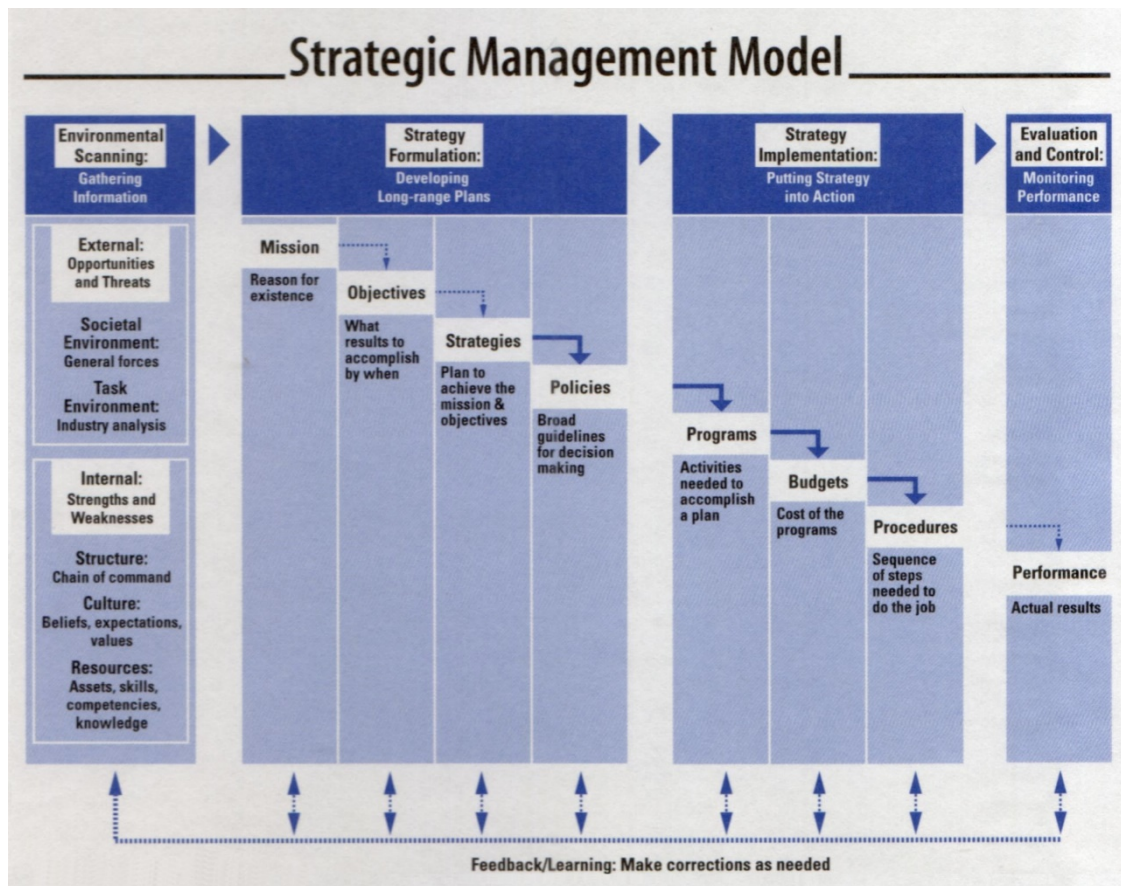 Strategic Management Model
Environmental
Scanning:
Gathering
Information
External:
Opportunities
and Threats
Societal
Environment:
General forces
Task
Environment:
Industry analysis
Internal:
Strengths and
Weaknesses
Structure:
Chain of command
Culture:
Beliefs, expectations,
values
Resources:
Assets, skills,
competencies,
knowledge
Strategy
Formulation:
Developing
Long-range Plans
Mission
Reason for
existence
Objectives
What
results to
accomplish
by when
Strategies
Plan to
achieve the
mission &
objectives
Policies
Broad
guidelines
for decision
making
Strategy
Implementation:
Putting Strategy
into Action
Programs
Activities
needed to
accomplish
a plan
Budgets
Cost of the
programs
Procedures
Sequence
of steps
needed to
do the job
Evaluation
and Control:
Monitoring
Performance
Performance
Actual results
Feedback/Learning: Make corrections as needed